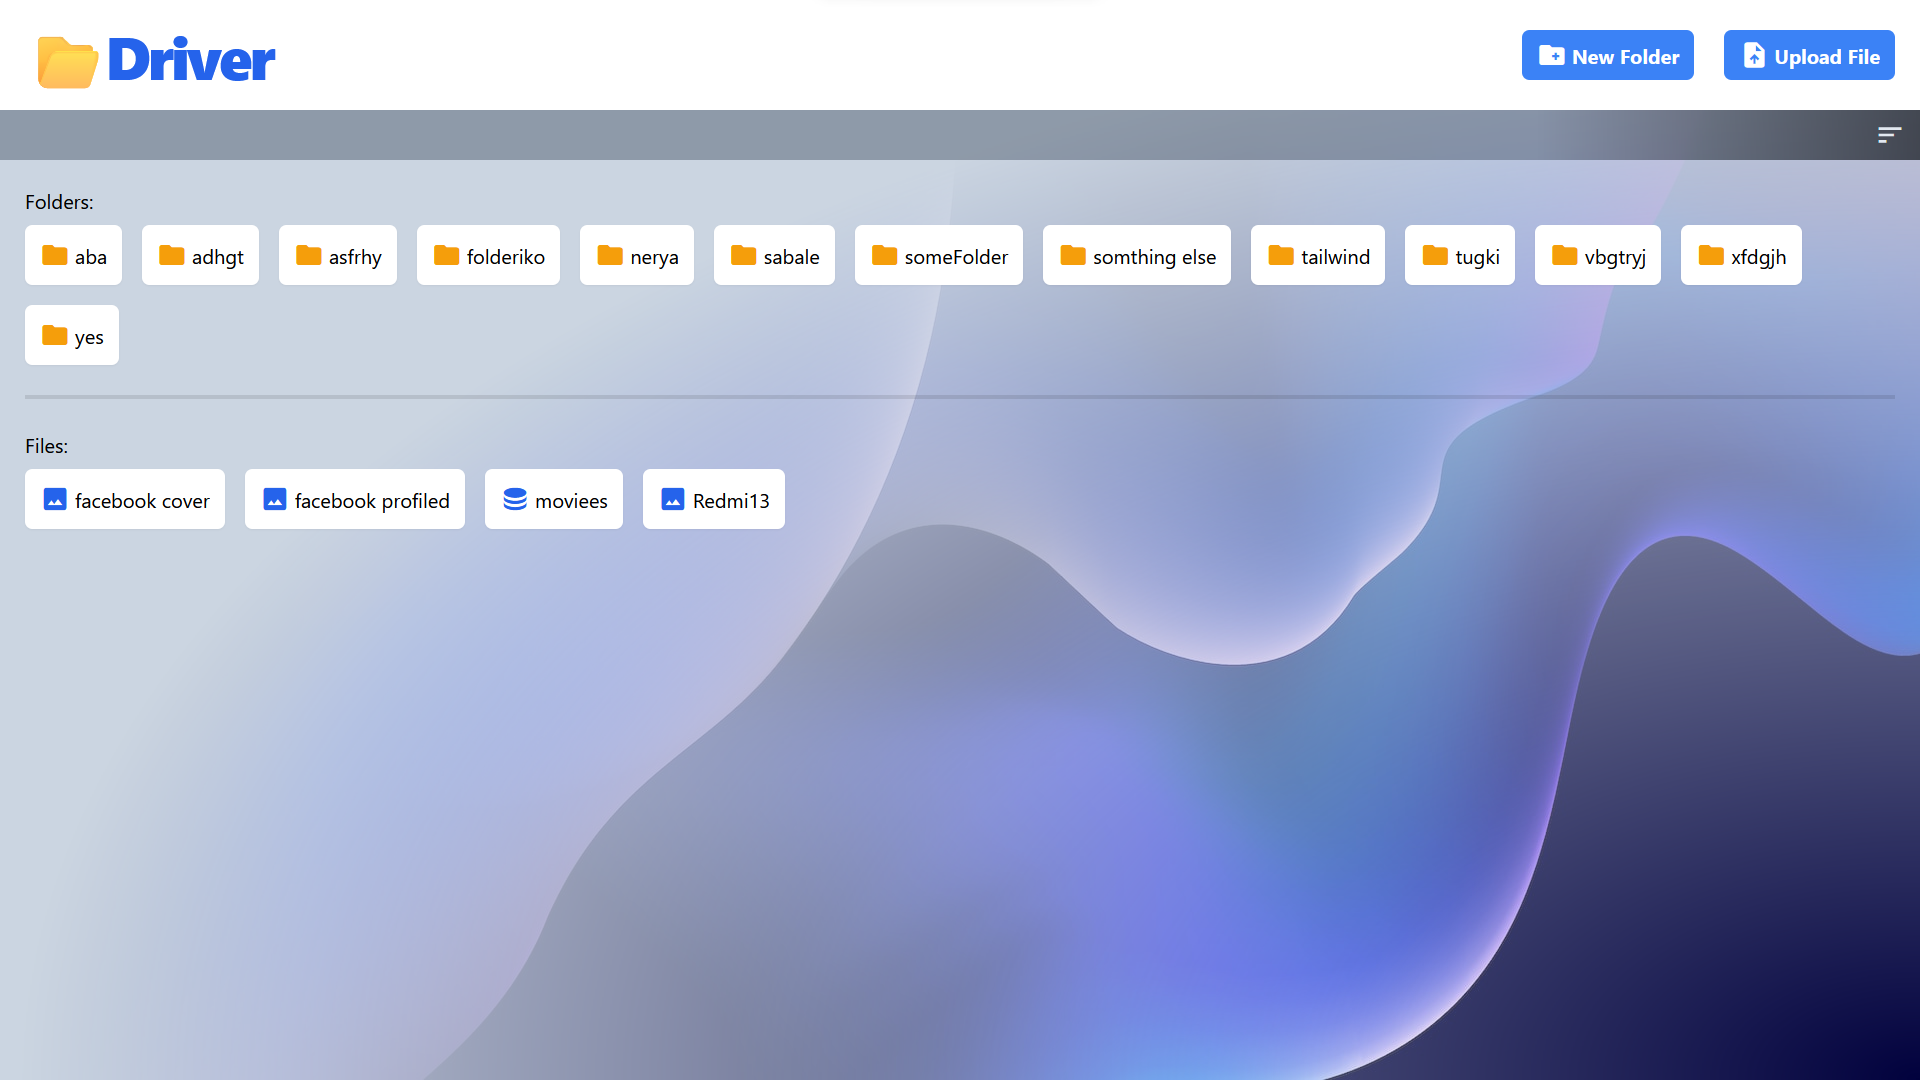 Driver
New Folder
Upload File
Folders:
aba
adhgt
asfrhy
folderiko
nerya
sabale
someFolder
somthing else
tailwind
tugki
vbgtryj
xfdgjh
yes
Files:
facebook cover
facebook profiled
moviees
Redmi13